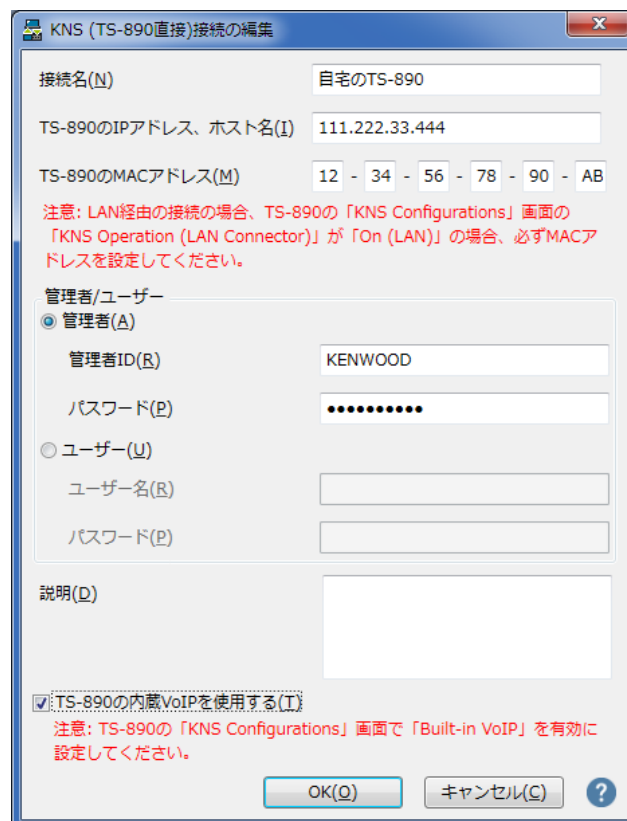 KNS (TS-890直接)接続の編集
接続名(N) 自宅のTS-890
TS-890のIPアドレス、ホスト名(I) 111.222.33.444
TS-890のMACアドレス(M) 12 - 34 - 56 - 78 - 90 - AB
注意: LAN経由の接続の場合、TS-890の「KNS Configurations」画面の
「KNS Operation (LAN Connector)」が「On (LAN)」の場合、必ずMACア
ドレスを設定してください。
管理者/ユーザー
管理者(A)
管理者ID(R) KENWOOD
パスワード(P) ●●●●●●●●●●
ユーザー(U)
ユーザー名(R)
パスワード(P)
説明(D)
TS-890の内蔵VoIPを使用する(T)
注意: TS-890の「KNS Configurations」画面で「Built-in VoIP」を有効に
設定してください。
OK(O) キャンセル(C) ?